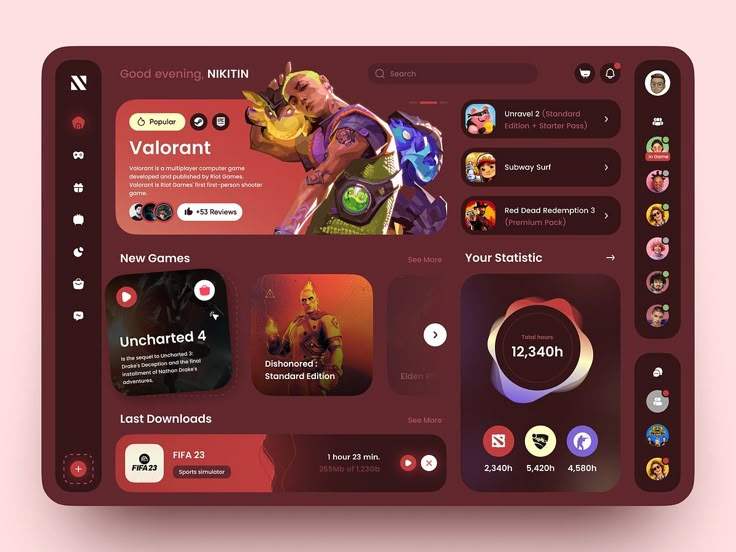 Good evening, NIKITIN
Search
Popular
Valorant
Valorant is a multiplayer computer game
developed and published by Riot Games.
Valorant is Riot Games' first first-person shooter
game.
+53 Reviews
Unravel 2 (Standard
Edition + Starter Pass)
Subway Surf
Red Dead Redemption 3
(Premium Pack)
In Game
New Games
See More
Uncharted 4
Is the sequel to Uncharted 3:
Drake's Deception and the final
installment of Nathan Drake's
adventures.
Dishonored :
Standard Edition
Elden
Your Statistic
Total hours
12,340h
2,340h
5,420h
4,580h
Last Downloads
See More
FIFA 23
FIFA 23
Sports simulator
1 hour 23 min.
255Mb of 1.230b